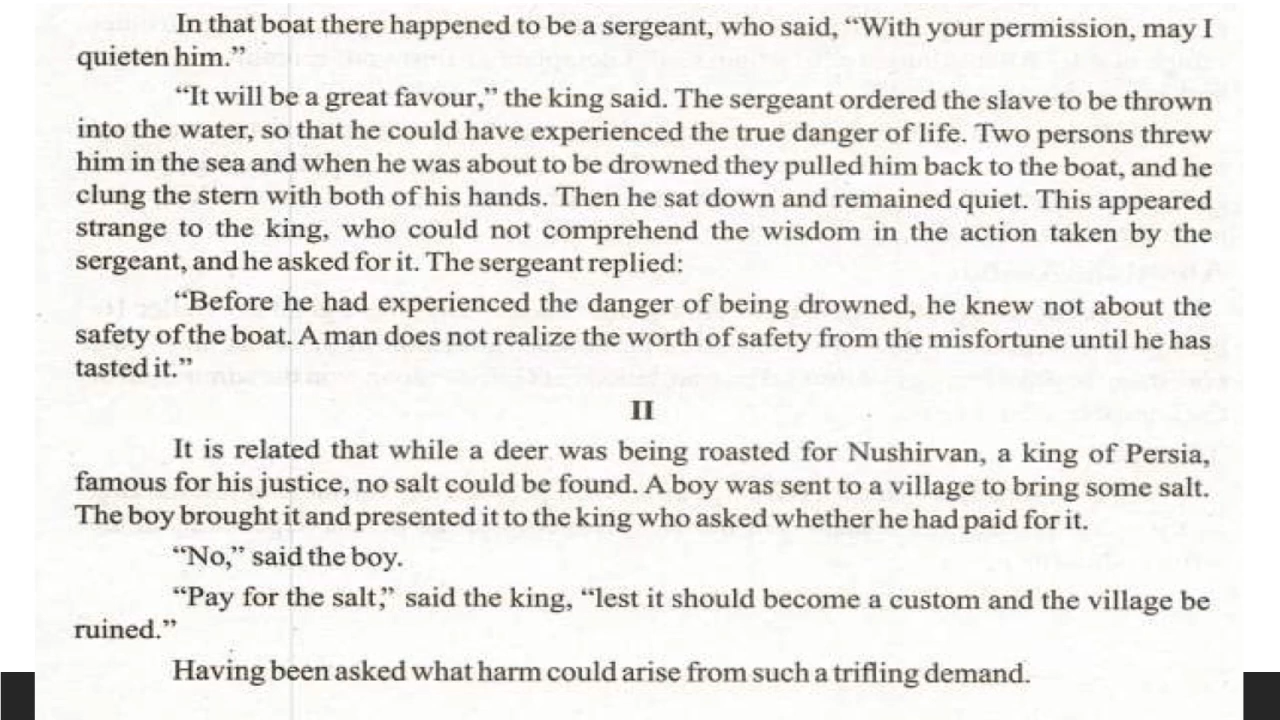 In that boat there happened to be a sergeant, who said, “With your permission, may I
quieten him.”
“It will be a great favour,” the king said. The sergeant ordered the slave to be thrown
into the water, so that he could have experienced the true danger of life. Two persons threw
him in the sea and when he was about to be drowned they pulled him back to the boat, and he
clung the stern with both of his hands. Then he sat down and remained quiet. This appeared
strange to the king, who could not comprehend the wisdom in the action taken by the
sergeant, and he asked for it. The sergeant replied:
“Before he had experienced the danger of being drowned, he knew not about the
safety of the boat. A man does not realize the worth of safety from the misfortune until he has
tasted it.”
II
It is related that while a deer was being roasted for Nushirvan, a king of Persia,
famous for his justice, no salt could be found. A boy was sent to a village to bring some salt.
The boy brought it and presented it to the king who asked whether he had paid for it.
“No,” said the boy.
“Pay for the salt,” said the king, “lest it should become a custom and the village be
ruined.”
Having been asked what harm could arise from such a trifling demand.